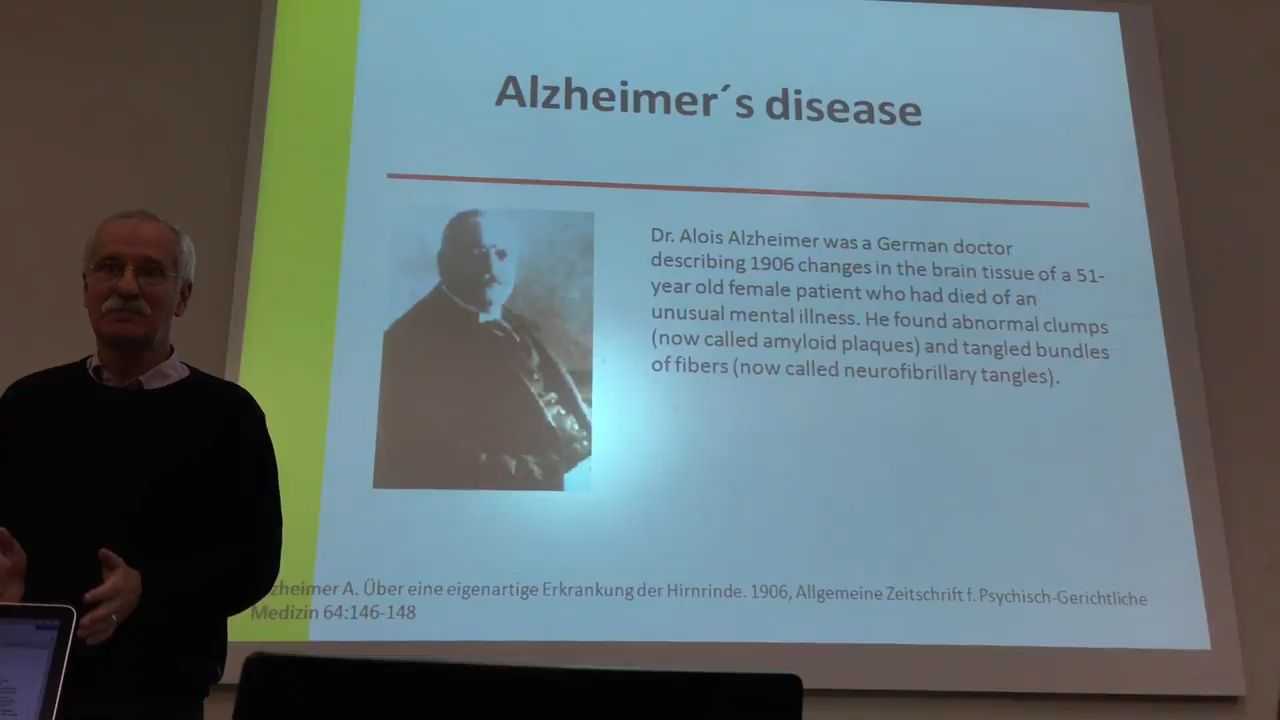 Alzheimer´s disease
Dr. Alois Alzheimer was a German doctor
describing 1906 changes in the brain tissue of a 51-
year old female patient who had died of an
unusual mental illness. He found abnormal clumps
(now called amyloid plaques) and tangled bundles
of fibers (now called neurofibrillary tangles).
zheimer A. Über eine eigenartige Erkrankung der Hirnrinde. 1906, Allgemeine Zeitschrift f. Psychisch-Gerichtliche
Medizin 64:146-148